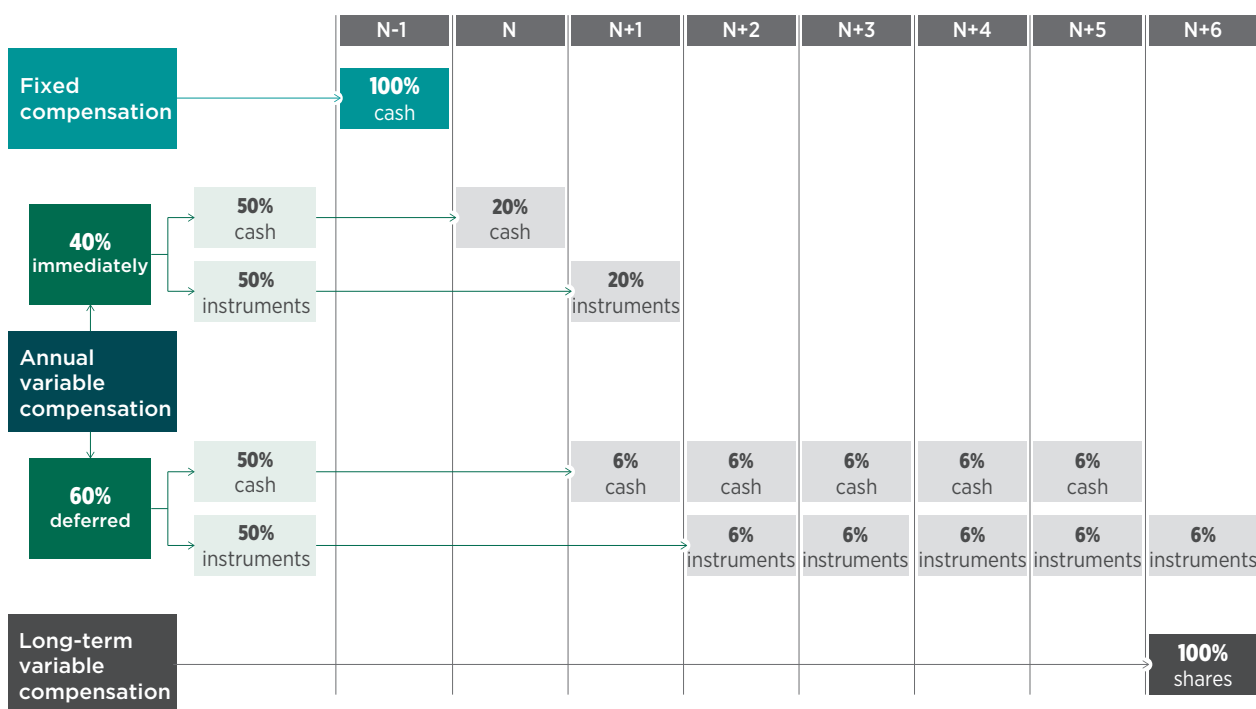 N-1 N N+1 N+2 N+3 N+4 N+5 N+6
Fixed
compensation
100%
cash
50%
cash
20%
cash
40%
immediately
50%
instruments
20%
instruments
Annual
variable
compensation
50%
cash
6%
cash
6%
cash
6%
cash
6%
cash
6%
cash
60%
deferred
50%
instruments
6%
instruments
6%
instruments
6%
instruments
6%
instruments
6%
instruments
Long-term
variable
compensation
100%
shares